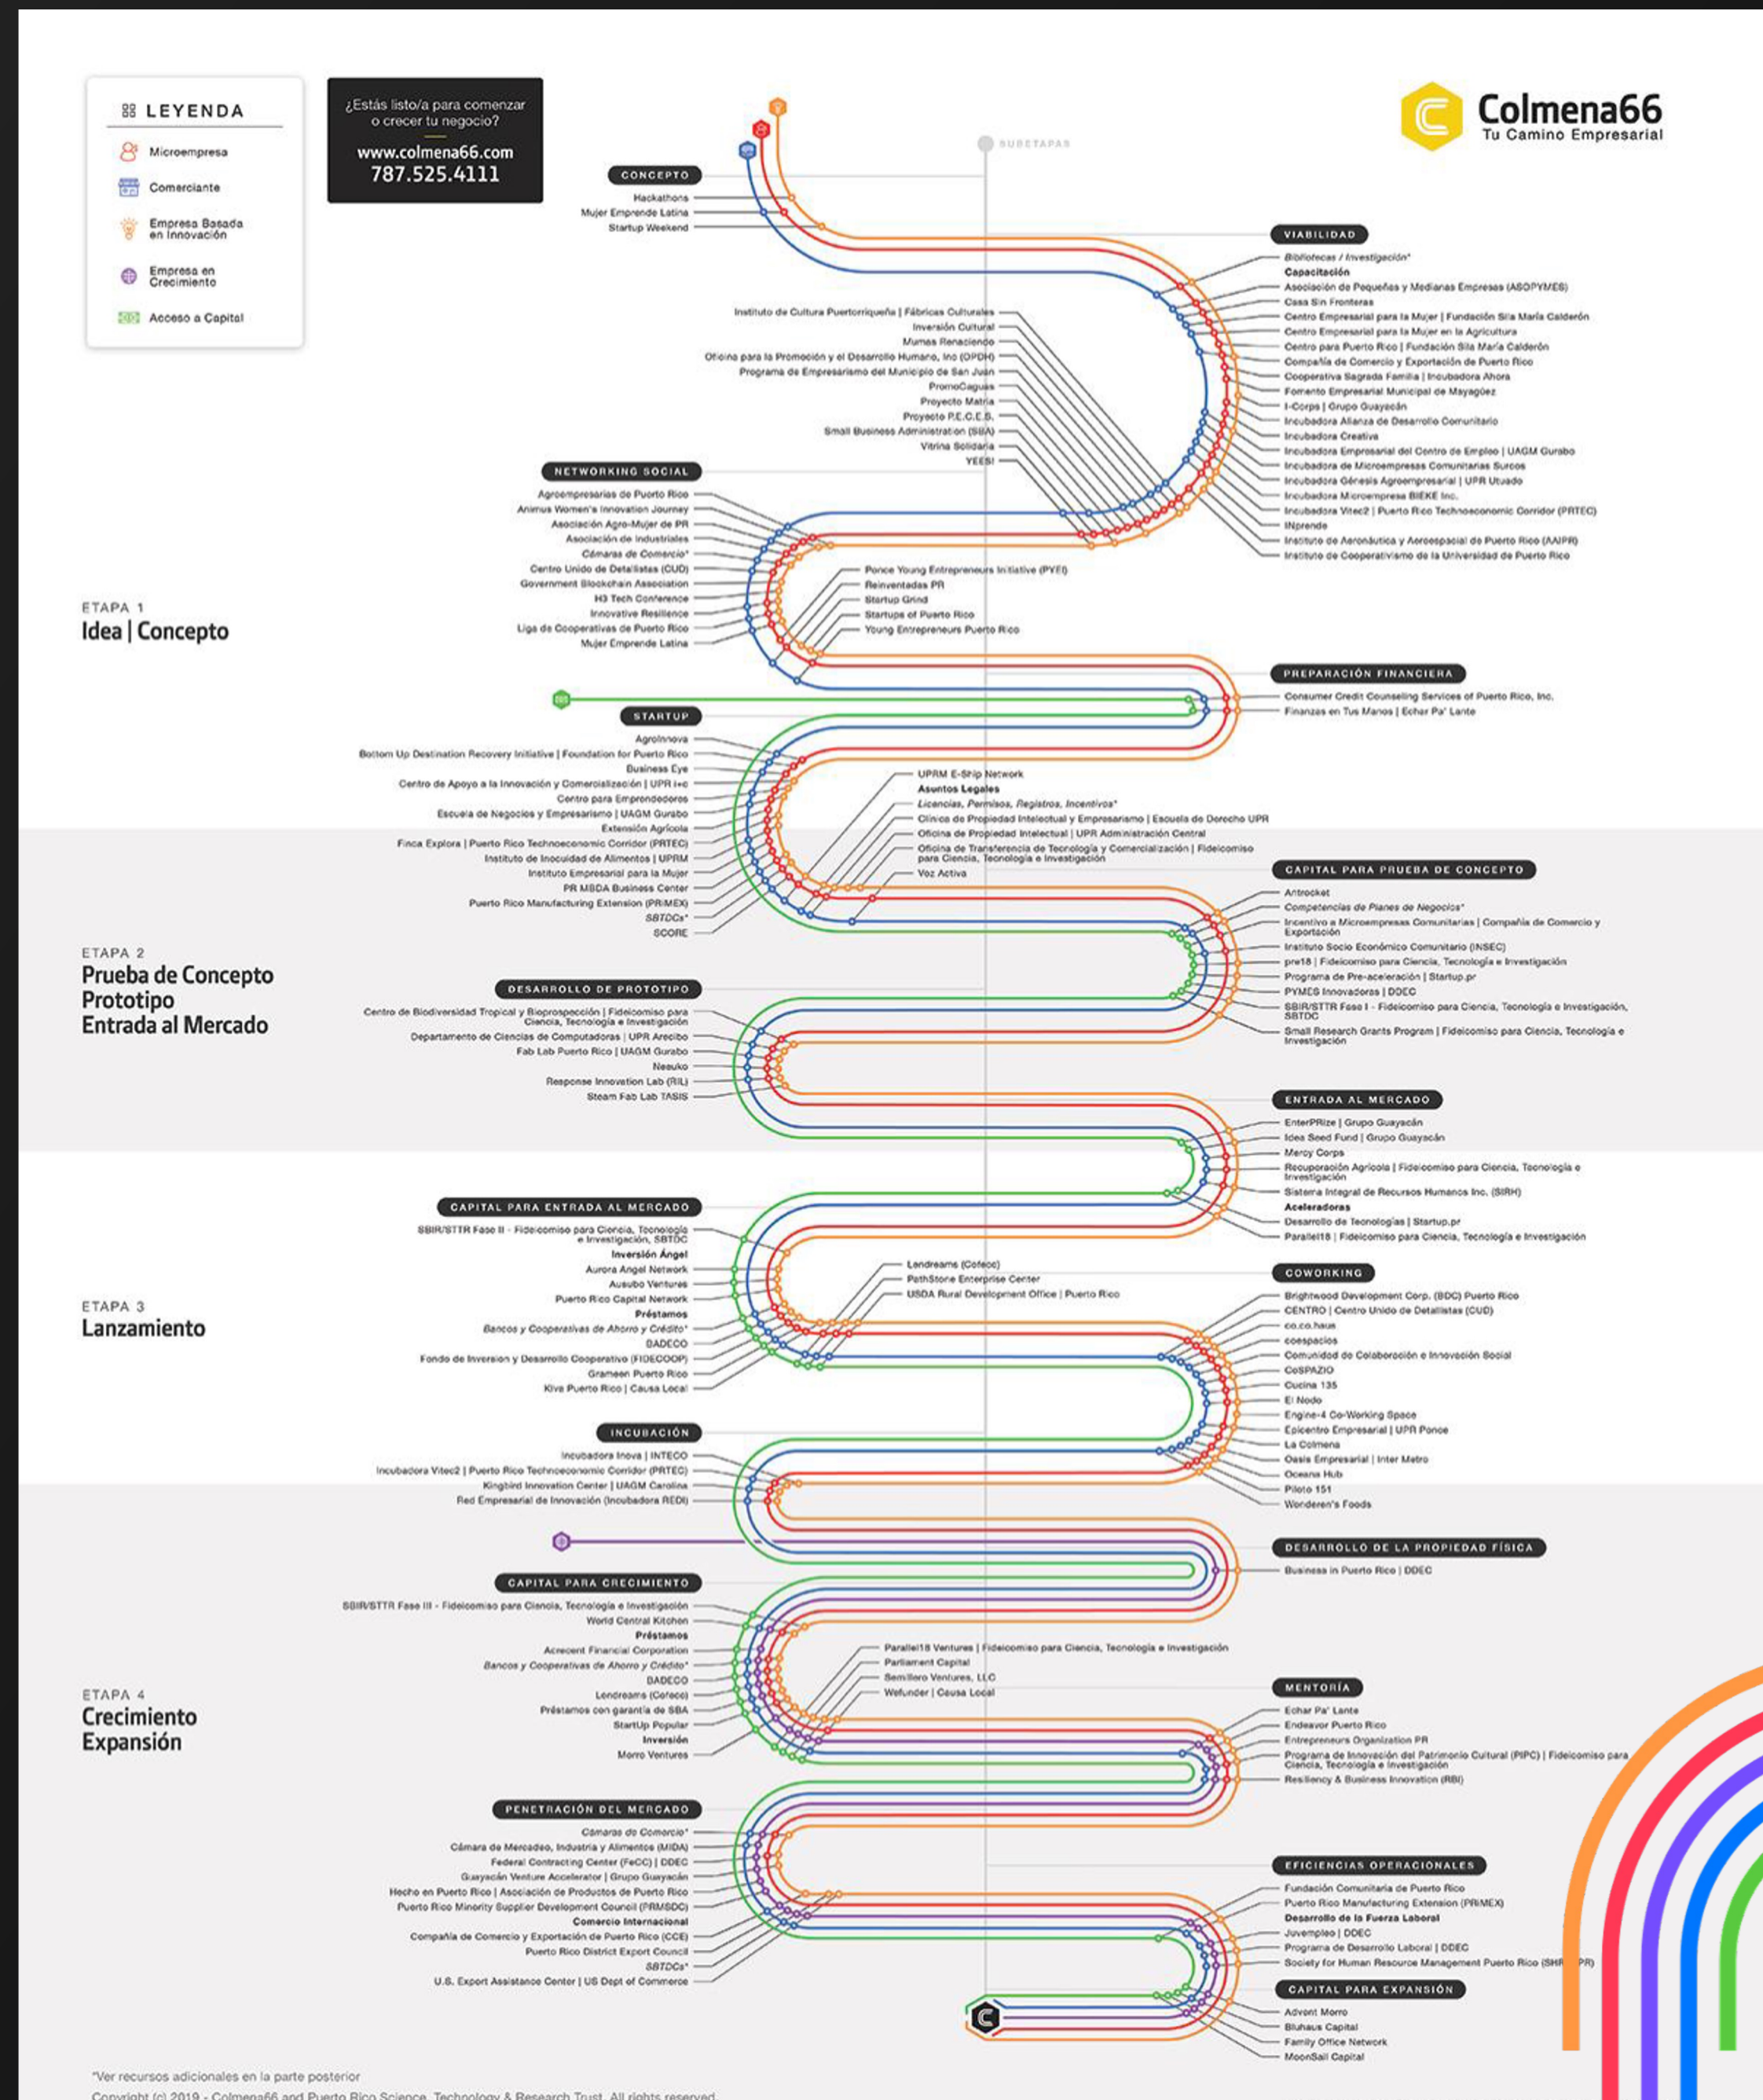 LEYENDA
Microempresa
Comerciante
Empresa Basada
en Innovación
Empresa en
Crecimiento
Acceso a Capital
¿Estás listo/a para comenzar
o crecer tu negocio?
www.colmena66.com
787.525.4111
Colmena66
Tu Camino Empresarial
SUBETAPAS
CONCEPTO
Hackathons
Mujer Emprende Latina
Startup Weekend
VIABILIDAD
Bibliotecas / Investigación*
Capacitación
Asociación de Pequeñas y Medianas Empresas (ASOPYMES)
Casa Sin Fronteras
Centro Empresarial para la Mujer | Fundación Sila María Calderón
Centro Empresarial para la Mujer en la Agricultura
Centro para Puerto Rico | Fundación Sila María Calderón
Compañía de Comercio y Exportación de Puerto Rico
Cooperativa Sagrada Familia | Incubadora Ahora
Fomento Empresarial Municipal de Mayagüez
I-Corps | Grupo Guayacán
Incubadora Alianza de Desarrollo Comunitario
Incubadora Creativa
Incubadora Empresarial del Centro de Empleo | UAGM Gurabo
Incubadora de Microempresas Comunitarias Surcos
Incubadora Génesis Agroempresarial | UPR Utuado
Incubadora Microempresa BIEKE Inc.
Incubadora Vitec2 | Puerto Rico Technoeconomic Corridor (PRTEC)
INprende
Instituto de Aeronáutica y Aeroespacial de Puerto Rico (AAIPR)
Instituto de Cooperativismo de la Universidad de Puerto Rico
Instituto de Cultura Puertorriqueña | Fábricas Culturales
Inversión Cultural
Mumas Renaciendo
Oficina para la Promoción y el Desarrollo Humano, Inc (OPDH)
Programa de Empresarismo del Municipio de San Juan
PromoCaguas
Proyecto Matria
Proyecto P.E.C.E.S.
Small Business Administration (SBA)
Vitrina Solidaria
YEES!
NETWORKING SOCIAL
Agroempresarias de Puerto Rico
Animus Women's Innovation Journey
Asociación Agro-Mujer de PR
Asociación de Industriales
Cámaras de Comercio*
Centro Unido de Detallistas (CUD)
Government Blockchain Association
H3 Tech Conference
Innovative Resilience
Liga de Cooperativas de Puerto Rico
Mujer Emprende Latina
Ponce Young Entrepreneurs Initiative (PYEI)
Reinventadas PR
Startup Grind
Startups of Puerto Rico
Young Entrepreneurs Puerto Rico
ETAPA 1
Idea | Concepto
PREPARACIÓN FINANCIERA
Consumer Credit Counseling Services of Puerto Rico, Inc.
Finanzas en Tus Manos | Echar Pa' Lante
STARTUP
AgroInnova
Bottom Up Destination Recovery Initiative | Foundation for Puerto Rico
Business Eye
Centro de Apoyo a la Innovación y Comercialización | UPR i+c
Centro para Emprendedores
Escuela de Negocios y Empresarismo | UAGM Gurabo
Extensión Agrícola
Finca Explora | Puerto Rico Technoeconomic Corridor (PRTEC)
Instituto de Inocuidad de Alimentos | UPRM
Instituto Empresarial para la Mujer
PR MBDA Business Center
Puerto Rico Manufacturing Extension (PRiMEX)
SBTDCs*
SCORE
UPRM E-Ship Network
Asuntos Legales
Licencias, Permisos, Registros, Incentivos*
Clínica de Propiedad Intelectual y Empresarismo | Escuela de Derecho UPR
Oficina de Propiedad Intelectual | UPR Administración Central
Oficina de Transferencia de Tecnología y Comercialización | Fideicomiso
para Ciencia, Tecnología e Investigación
Voz Activa
CAPITAL PARA PRUEBA DE CONCEPTO
Antrocket
Competencias de Planes de Negocios*
Incentivo a Microempresas Comunitarias | Compañía de Comercio y
Exportación
Instituto Socio Económico Comunitario (INSEC)
pre18 | Fideicomiso para Ciencia, Tecnología e Investigación
Programa de Pre-aceleración | Startup.pr
PYMES Innovadoras | DDEC
SBIR/STTR Fase I - Fideicomiso para Ciencia, Tecnología e Investigación,
SBTDC
Small Research Grants Program | Fideicomiso para Ciencia, Tecnología e
Investigación
ETAPA 2
Prueba de Concepto
Prototipo
Entrada al Mercado
DESARROLLO DE PROTOTIPO
Centro de Biodiversidad Tropical y Bioprospección | Fideicomiso para
Ciencia, Tecnología e Investigación
Departamento de Ciencias de Computadoras | UPR Arecibo
Fab Lab Puerto Rico | UAGM Gurabo
Neouko
Response Innovation Lab (RIL)
Steam Fab Lab TASIS
ENTRADA AL MERCADO
EnterPRize | Grupo Guayacán
Idea Seed Fund | Grupo Guayacán
Mercy Corps
Recuperación Agrícola | Fideicomiso para Ciencia, Tecnología e
Investigación
Sistema Integral de Recursos Humanos Inc. (SIRH)
Aceleradoras
Desarrollo de Tecnologías | Startup.pr
Parallel18 | Fideicomiso para Ciencia, Tecnología e Investigación
CAPITAL PARA ENTRADA AL MERCADO
SBIR/STTR Fase II - Fideicomiso para Ciencia, Tecnología
e Investigación, SBTDC
Inversión Ángel
Aurora Angel Network
Ausubo Ventures
Puerto Rico Capital Network
Préstamos
Bancos y Cooperativas de Ahorro y Crédito*
BADECO
Fondo de Inversion y Desarrollo Cooperativo (FIDECOOP)
Grameen Puerto Rico
Kiva Puerto Rico | Causa Local
Lendreams (Cofecc)
PathStone Enterprise Center
USDA Rural Development Office | Puerto Rico
ETAPA 3
Lanzamiento
COWORKING
Brightwood Development Corp. (BDC) Puerto Rico
CENTRO | Centro Unido de Detallistas (CUD)
co.co.haus
coespacios
Comunidad de Colaboración e Innovación Social
CoSPAZIO
Cucina 135
El Nodo
Engine-4 Co-Working Space
Epicentro Empresarial | UPR Ponce
La Colmena
Oasis Empresarial | Inter Metro
Oceana Hub
Piloto 151
Wonderen's Foods
INCUBACIÓN
Incubadora Inova | INTECO
Incubadora Vitec2 | Puerto Rico Technoeconomic Corridor (PRTEC)
Kingbird Innovation Center | UAGM Carolina
Red Empresarial de Innovación (Incubadora REDI)
DESARROLLO DE LA PROPIEDAD FÍSICA
Business in Puerto Rico | DDEC
CAPITAL PARA CRECIMIENTO
SBIR/STTR Fase III - Fideicomiso para Ciencia, Tecnología e Investigación
World Central Kitchen
Préstamos
Acrecent Financial Corporation
Bancos y Cooperativas de Ahorro y Crédito*
BADECO
Lendreams (Cofecc)
Préstamos con garantía de SBA
StartUp Popular
Inversión
Morro Ventures
Parallel18 Ventures | Fideicomiso para Ciencia, Tecnología e Investigación
Parliament Capital
Semillero Ventures, LLC
Wefunder | Causa Local
ETAPA 4
Crecimiento
Expansión
MENTORÍA
Echar Pa' Lante
Endeavor Puerto Rico
Entrepreneurs Organization PR
Programa de Innovación del Patrimonio Cultural (PIPC) | Fideicomiso para
Ciencia, Tecnología e Investigación
Resiliency & Business Innovation (RBI)
PENETRACIÓN DEL MERCADO
Cámaras de Comercio*
Cámara de Mercadeo, Industria y Alimentos (MIDA)
Federal Contracting Center (FeCC) | DDEC
Guayacán Venture Accelerator | Grupo Guayacán
Hecho en Puerto Rico | Asociación de Productos de Puerto Rico
Puerto Rico Minority Supplier Development Council (PRMSDC)
Comercio Internacional
Compañía de Comercio y Exportación de Puerto Rico (CCE)
Puerto Rico District Export Council
SBTDCs*
U.S. Export Assistance Center | US Dept of Commerce
EFICIENCIAS OPERACIONALES
Fundación Comunitaria de Puerto Rico
Puerto Rico Manufacturing Extension (PRiMEX)
Desarrollo de la Fuerza Laboral
Juvempleo | DDEC
Programa de Desarrollo Laboral | DDEC
Society for Human Resource Management Puerto Rico (SHR PR)
CAPITAL PARA EXPANSIÓN
Advent Morro
Bluhaus Capital
Family Office Network
MoonSail Capital
*Ver recursos adicionales en la parte posterior
Copyright (c) 2019 - Colmena66 and Puerto Rico Science, Technology & Research Trust. All rights reserved.